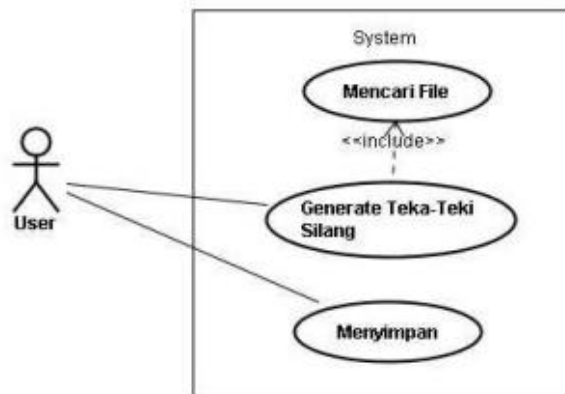 System
Mencari File
<<include>>
Generate Teka-Teki
Silang
User
Menyimpan